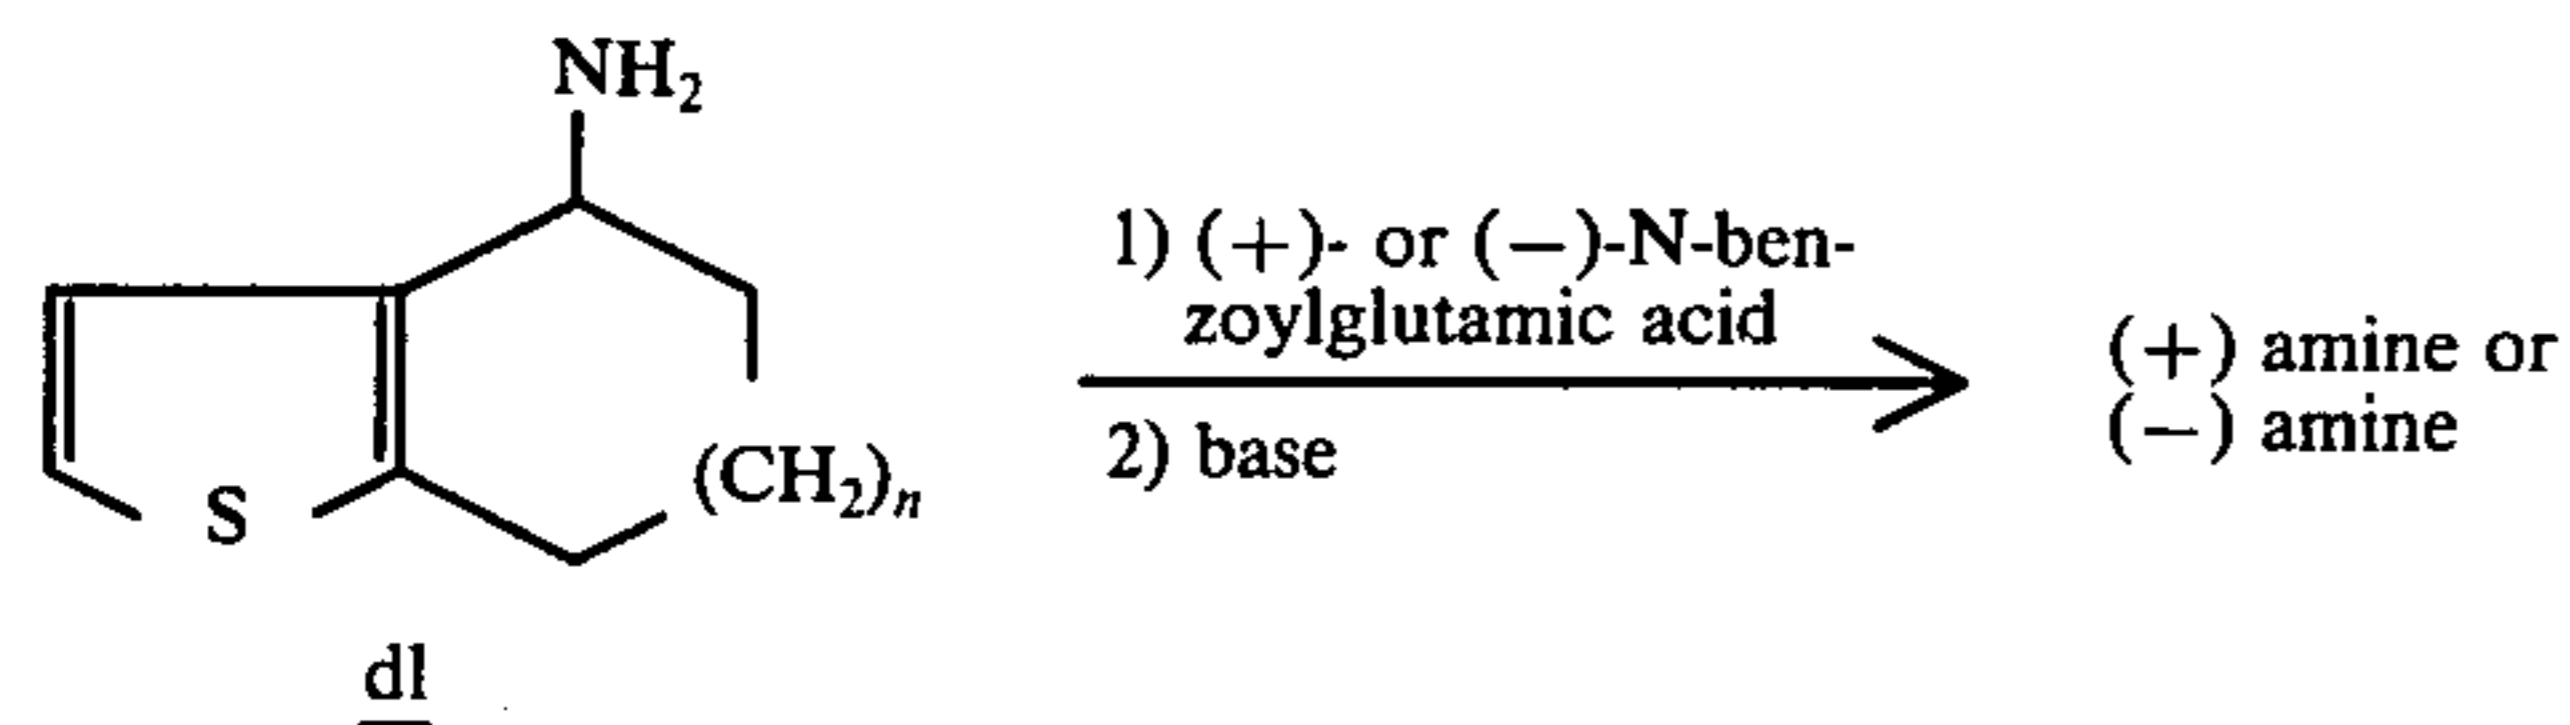 NH₂
1) (+)- or (−)-N-ben-
zoylglutamic acid
(+) amine or
(−) amine
2) base
(CH₂)ₙ
S
dl